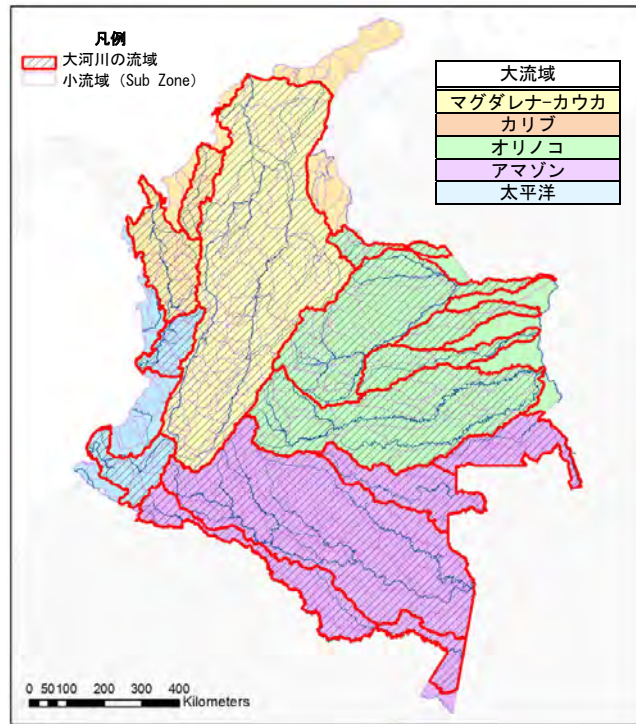 凡例
大河川の流域
小流域（Sub Zone）
大流域
マグダレナ-カウカ
カリブ
オリノコ
アマゾン
太平洋
0 50 100 200 300 400
Kilometers